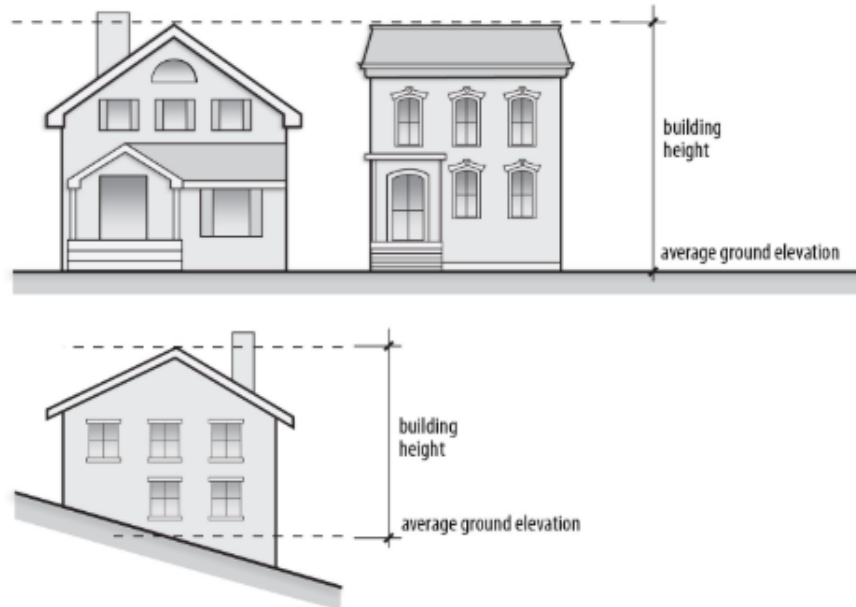 building
height
average ground elevation
building
height
average ground elevation